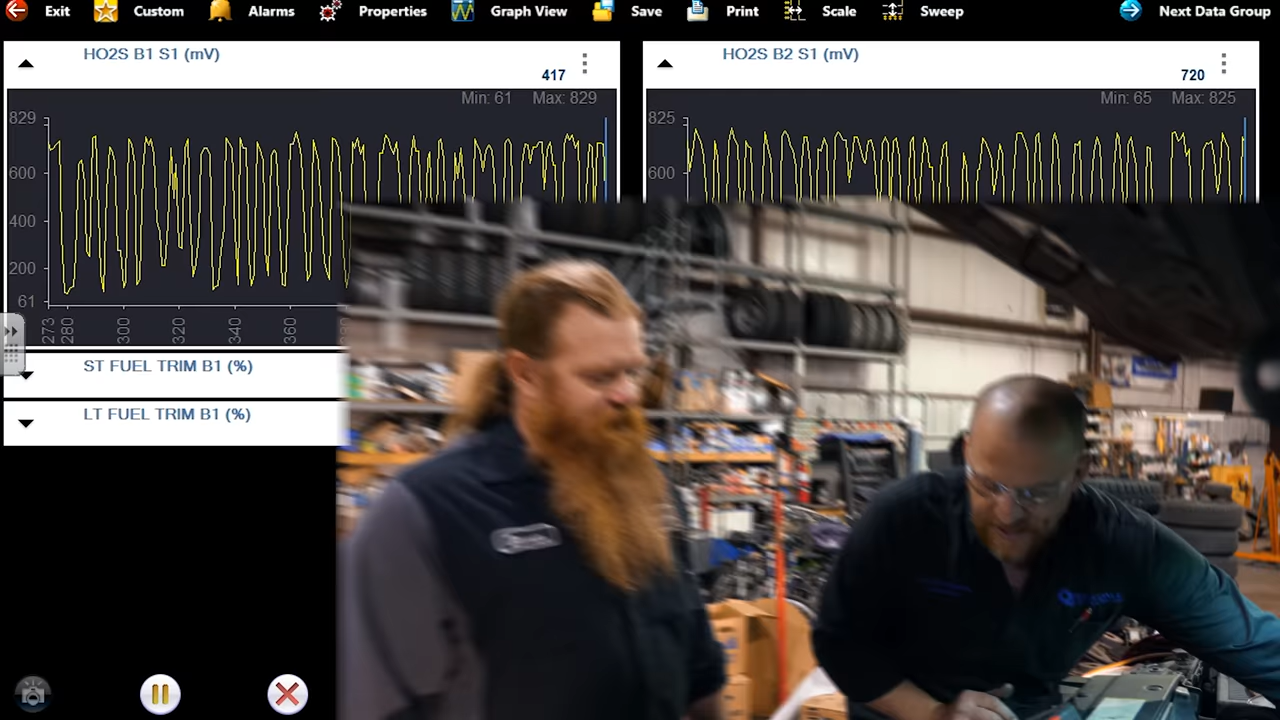 Exit Custom Alarms Properties Graph View Save Print Scale Sweep Next Data Group
HO2S B1 S1 (mV)
417
Min: 61 Max: 829
829
600
400
200
61
273 280 300 320 340 360
HO2S B2 S1 (mV)
720
Min: 65 Max: 825
825
600
ST FUEL TRIM B1 (%)
LT FUEL TRIM B1 (%)